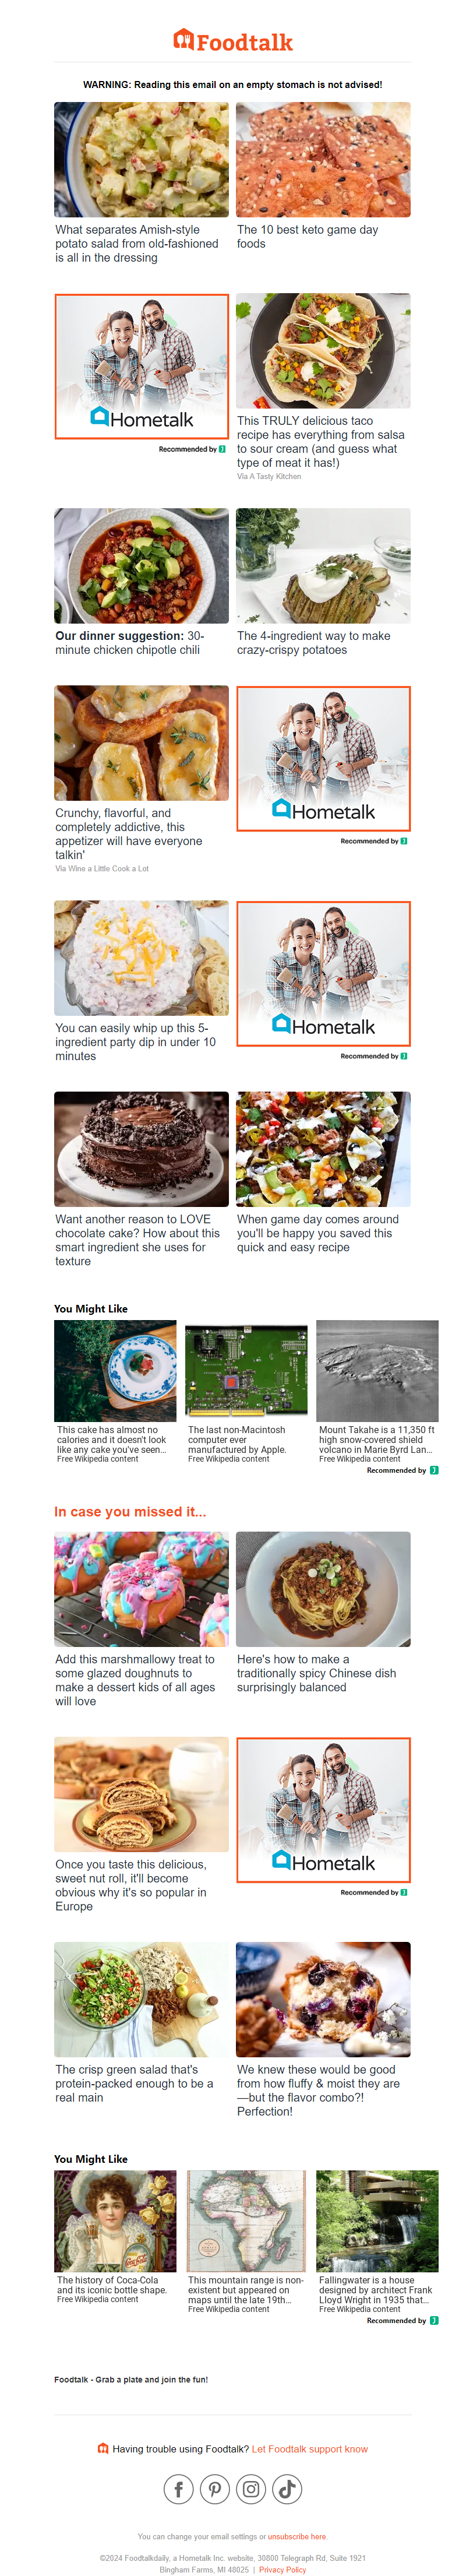 Foodtalk
WARNING: Reading this email on an empty stomach is not advised!
What separates Amish-style
potato salad from old-fashioned
is all in the dressing
The 10 best keto game day
foods
Hometalk
Recommended by
This TRULY delicious taco
recipe has everything from salsa
to sour cream (and guess what
type of meat it has!)
Via A Tasty Kitchen
Our dinner suggestion: 30-
minute chicken chipotle chili
The 4-ingredient way to make
crazy-crispy potatoes
Crunchy, flavorful, and
completely addictive, this
appetizer will have everyone
talkin'
Via Wine a Little Cook a Lot
Hometalk
Recommended by
You can easily whip up this 5-
ingredient party dip in under 10
minutes
Hometalk
Recommended by
Want another reason to LOVE
chocolate cake? How about this
smart ingredient she uses for
texture
When game day comes around
you'll be happy you saved this
quick and easy recipe
You Might Like
This cake has almost no
calories and it doesn't look
like any cake you've seen...
Free Wikipedia content
The last non-Macintosh
computer ever
manufactured by Apple.
Free Wikipedia content
Mount Takahe is a 11,350 ft
high snow-covered shield
volcano in Marie Byrd Lan...
Free Wikipedia content
Recommended by
In case you missed it...
Add this marshmallowy treat to
some glazed doughnuts to
make a dessert kids of all ages
will love
Here's how to make a
traditionally spicy Chinese dish
surprisingly balanced
Once you taste this delicious,
sweet nut roll, it'll become
obvious why it's so popular in
Europe
Hometalk
Recommended by
The crisp green salad that's
protein-packed enough to be a
real main
We knew these would be good
from how fluffy & moist they are
—but the flavor combo?!
Perfection!
You Might Like
The history of Coca-Cola
and its iconic bottle shape.
Free Wikipedia content
This mountain range is non-
existent but appeared on
maps until the late 19th...
Free Wikipedia content
Fallingwater is a house
designed by architect Frank
Lloyd Wright in 1935 that...
Free Wikipedia content
Recommended by
Foodtalk - Grab a plate and join the fun!
Having trouble using Foodtalk? Let Foodtalk support know
You can change your email settings or unsubscribe here.
©2024 Foodtalkdaily, a Hometalk Inc. website, 30800 Telegraph Rd, Suite 1921
Bingham Farms, MI 48025 | Privacy Policy